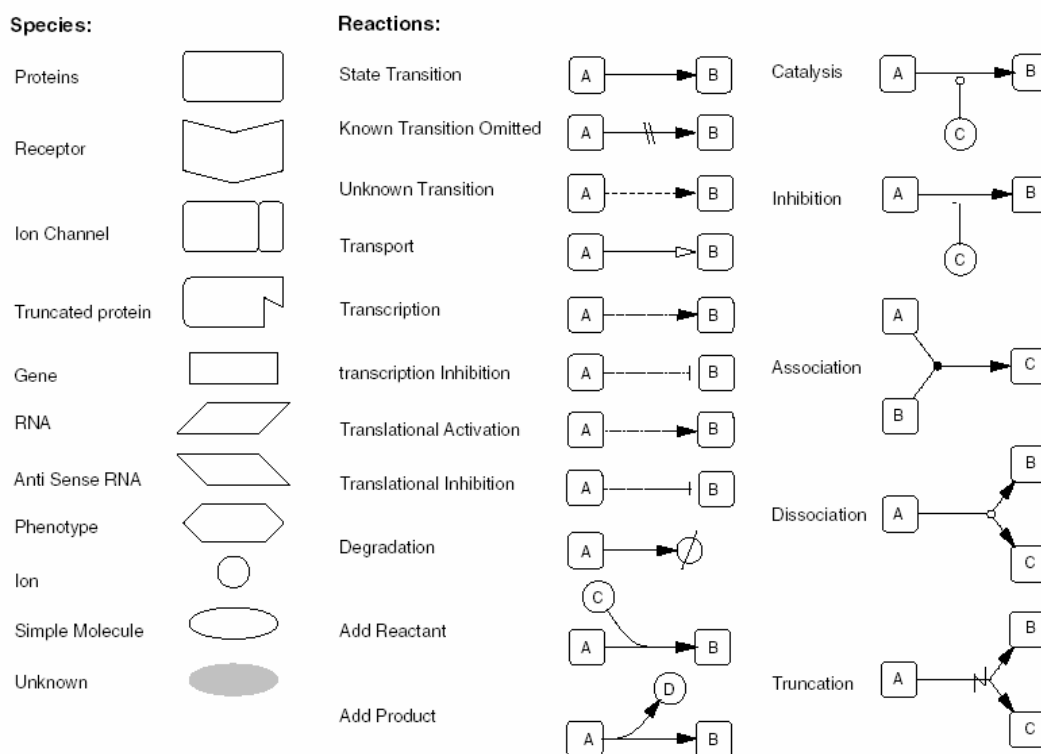 Species:
Proteins
Receptor
Ion Channel
Truncated protein
Gene
RNA
Anti Sense RNA
Phenotype
Ion
Simple Molecule
Unknown
Reactions:
State Transition A B
Known Transition Omitted A B
Unknown Transition A B
Transport A B
Transcription A B
transcription Inhibition A B
Translational Activation A B
Translational Inhibition A B
Degradation A
C
Add Reactant A B
D
Add Product
A B
Catalysis A B
C
Inhibition A B
C
A
Association C
B
B
Dissociation A
C
B
Truncation A
C